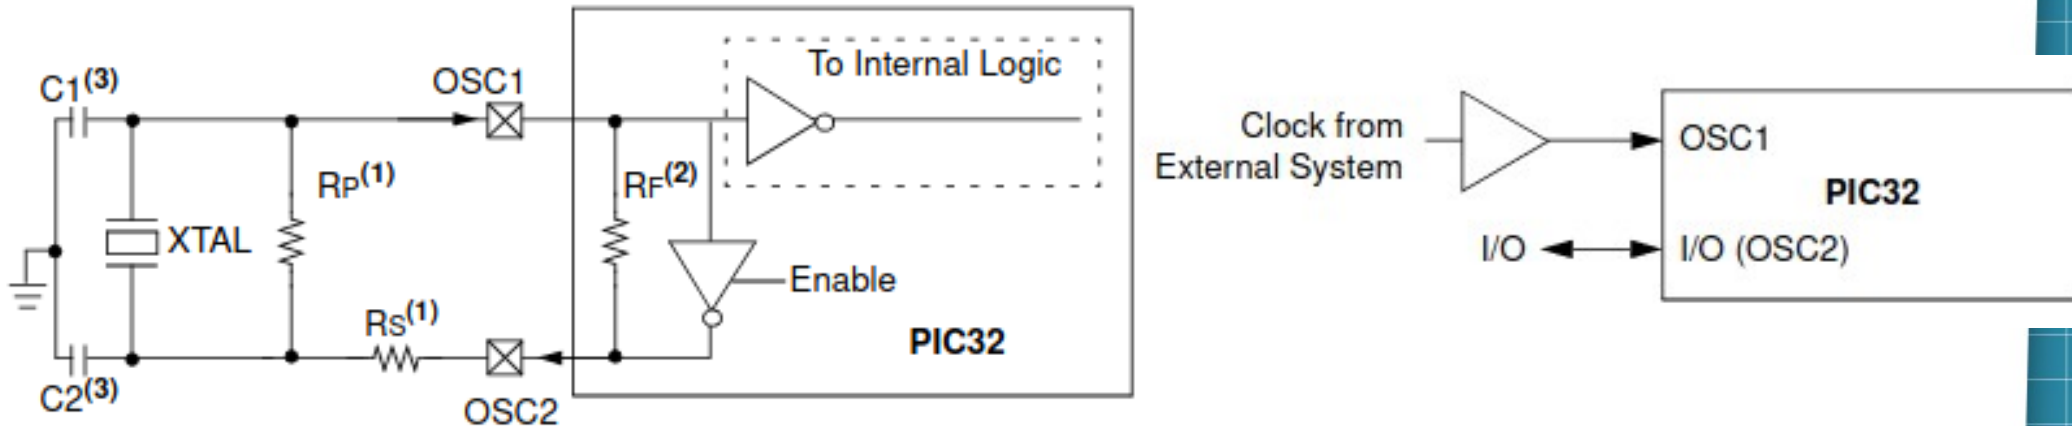 C1(3)
OSC1
To Internal Logic
RP(1)
RF(2)
XTAL
Enable
RS(1)
PIC32
C2(3)
OSC2
Clock from
External System
OSC1
PIC32
I/O
I/O (OSC2)